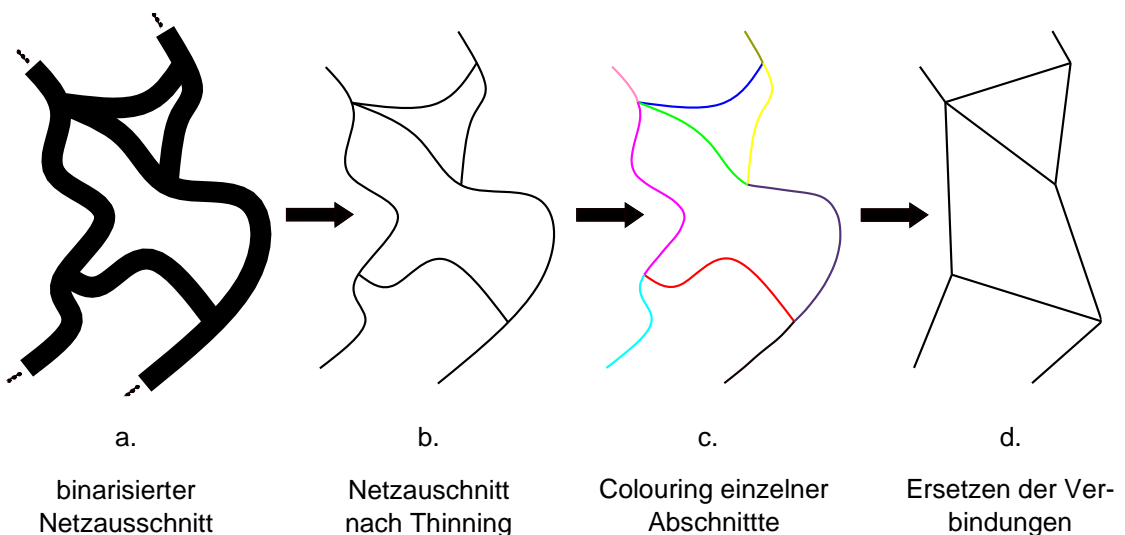 a.
b.
c.
d.
binarisierter
Netzausschnitt
Netzauschnitt
nach Thinning
Colouring einzelner
Abschnittte
Ersetzen der Ver-
bindungen